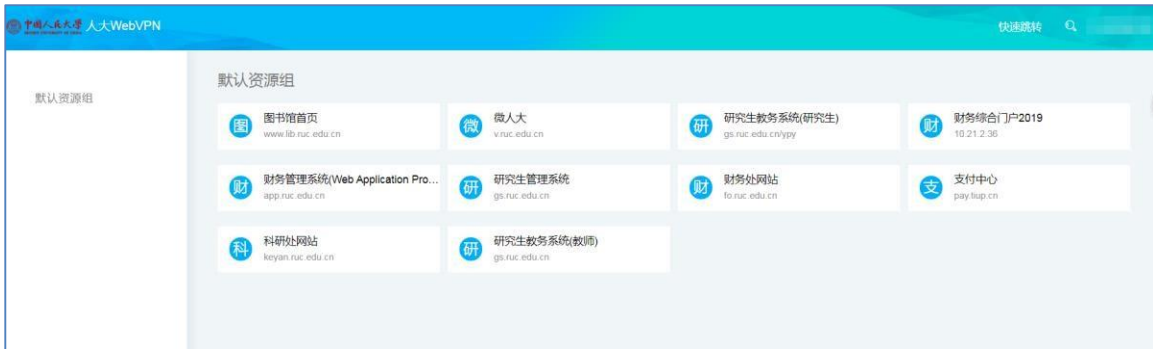 中国人民大学 人大WebVPN
快速跳转
默认资源组
默认资源组
图 图书馆首页
www.lib.ruc.edu.cn
微 微人大
v.ruc.edu.cn
研 研究生教务系统(研究生)
gs.ruc.edu.cn/ypy
财 财务综合门户2019
10.21.2.36
财 财务管理系统(Web Application Pro...
app.ruc.edu.cn
研 研究生管理系统
gs.ruc.edu.cn
财 财务处网站
fo.ruc.edu.cn
支 支付中心
pay.tiup.cn
科 科研处网站
keyan.ruc.edu.cn
研 研究生教务系统(教师)
gs.ruc.edu.cn